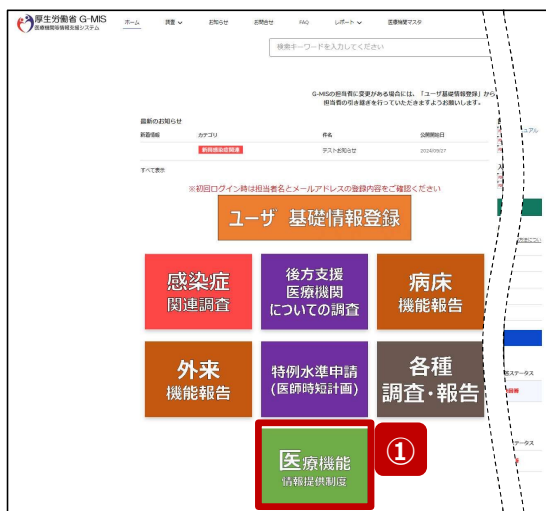 厚生労働省 G-MIS
医療機関等情報支援システム
ホーム 調査 お知らせ お問合せ FAQ レポート 医療機関マスタ
検索キーワードを入力してください
G-MISの担当者に変更がある場合には、「ユーザ基礎情報登録」から
担当者の引き継ぎを行っていただきますようお願いします。
最新のお知らせ
新着情報 カテゴリ 件名 公開開始日
新興感染症関連 テストお知らせ 2024/09/27
すべて表示
※初回ログイン時は担当者名とメールアドレスの登録内容をご確認ください
ユーザ 基礎情報登録
感染症
関連調査
後方支援
医療機関
についての調査
病床
機能報告
外来
機能報告
特例水準申請
(医師時短計画)
各種
調査・報告
医療機能
情報提供制度
①
ュアル